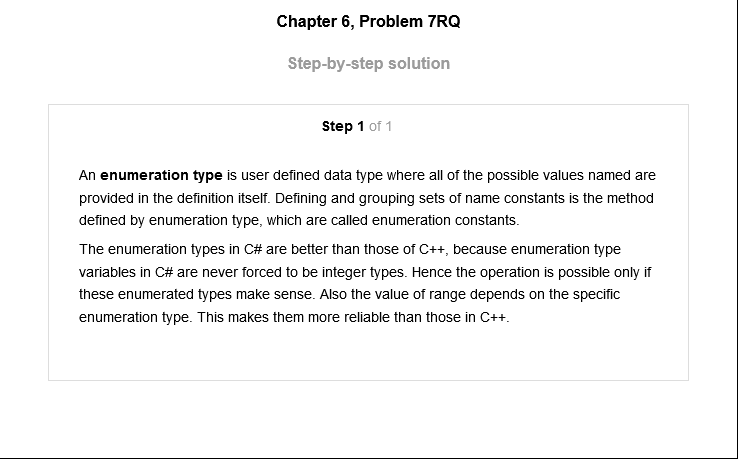 Chapter 6, Problem 7RQ
Step-by-step solution
Step 1 of 1
An enumeration type is user defined data type where all of the possible values named are
provided in the definition itself. Defining and grouping sets of name constants is the method
defined by enumeration type, which are called enumeration constants.
The enumeration types in C# are better than those of C++, because enumeration type
variables in C# are never forced to be integer types. Hence the operation is possible only if
these enumerated types make sense. Also the value of range depends on the specific
enumeration type. This makes them more reliable than those in C++.